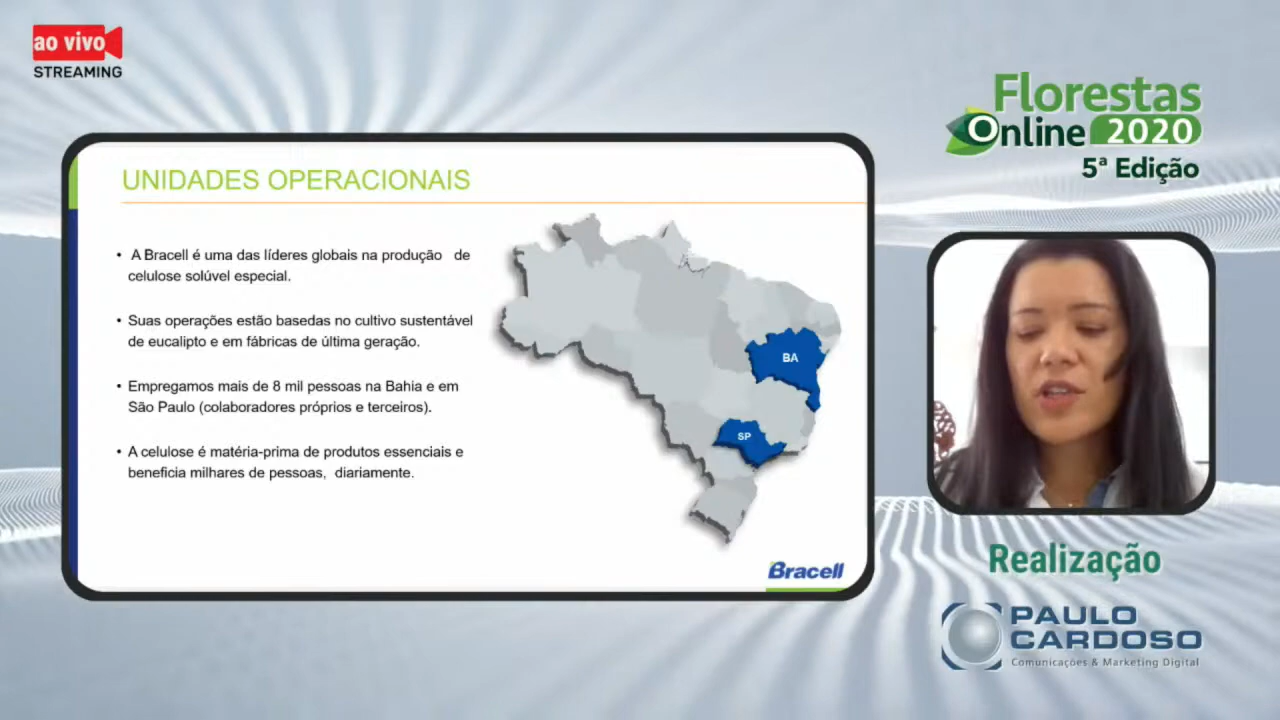 ao vivo
STREAMING
Florestas
Online 2020
5ª Edição
UNIDADES OPERACIONAIS
• A Bracell é uma das líderes globais na produção de
celulose solúvel especial.
• Suas operações estão basedas no cultivo sustentável
de eucalipto e em fábricas de última geração.
• Empregamos mais de 8 mil pessoas na Bahia e em
São Paulo (colaboradores próprios e terceiros).
• A celulose é matéria-prima de produtos essenciais e
beneficia milhares de pessoas, diariamente.
BA
SP
Bracell
Realização
PAULO
CARDOSO
Comunicações & Marketing Digital